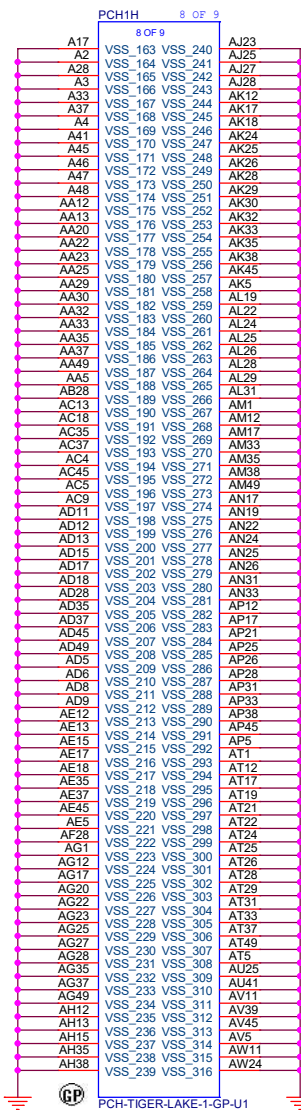 PCH1H 8 OF 9
8 OF 9
A17 VSS_163 VSS_240 AJ23
A2 VSS_164 VSS_241 AJ25
A28 VSS_165 VSS_242 AJ27
A3 VSS_166 VSS_243 AJ28
A33 VSS_167 VSS_244 AK12
A37 VSS_168 VSS_245 AK17
A4 VSS_169 VSS_246 AK18
A41 VSS_170 VSS_247 AK24
A45 VSS_171 VSS_248 AK25
A46 VSS_172 VSS_249 AK26
A47 VSS_173 VSS_250 AK28
A48 VSS_174 VSS_251 AK29
AA12 VSS_175 VSS_252 AK30
AA13 VSS_176 VSS_253 AK32
AA20 VSS_177 VSS_254 AK33
AA22 VSS_178 VSS_255 AK35
AA23 VSS_179 VSS_256 AK38
AA25 VSS_180 VSS_257 AK45
AA29 VSS_181 VSS_258 AK5
AA30 VSS_182 VSS_259 AL19
AA32 VSS_183 VSS_260 AL22
AA33 VSS_184 VSS_261 AL24
AA35 VSS_185 VSS_262 AL25
AA37 VSS_186 VSS_263 AL26
AA49 VSS_187 VSS_264 AL28
AA5 VSS_188 VSS_265 AL29
AB28 VSS_189 VSS_266 AL31
AC13 VSS_190 VSS_267 AM1
AC18 VSS_191 VSS_268 AM12
AC35 VSS_192 VSS_269 AM17
AC37 VSS_193 VSS_270 AM33
AC4 VSS_194 VSS_271 AM35
AC45 VSS_195 VSS_272 AM38
AC5 VSS_196 VSS_273 AM49
AC9 VSS_197 VSS_274 AN17
AD11 VSS_198 VSS_275 AN19
AD12 VSS_199 VSS_276 AN22
AD13 VSS_200 VSS_277 AN24
AD15 VSS_201 VSS_278 AN25
AD17 VSS_202 VSS_279 AN26
AD18 VSS_203 VSS_280 AN31
AD28 VSS_204 VSS_281 AN33
AD35 VSS_205 VSS_282 AP12
AD37 VSS_206 VSS_283 AP17
AD45 VSS_207 VSS_284 AP21
AD49 VSS_208 VSS_285 AP25
AD5 VSS_209 VSS_286 AP26
AD6 VSS_210 VSS_287 AP28
AD8 VSS_211 VSS_288 AP31
AD9 VSS_212 VSS_289 AP33
AE12 VSS_213 VSS_290 AP38
AE13 VSS_214 VSS_291 AP45
AE15 VSS_215 VSS_292 AP5
AE17 VSS_216 VSS_293 AT1
AE18 VSS_217 VSS_294 AT12
AE35 VSS_218 VSS_295 AT17
AE37 VSS_219 VSS_296 AT19
AE45 VSS_220 VSS_297 AT21
AE5 VSS_221 VSS_298 AT22
AF28 VSS_222 VSS_299 AT24
AG1 VSS_223 VSS_300 AT25
AG12 VSS_224 VSS_301 AT26
AG17 VSS_225 VSS_302 AT28
AG20 VSS_226 VSS_303 AT29
AG22 VSS_227 VSS_304 AT31
AG23 VSS_228 VSS_305 AT33
AG25 VSS_229 VSS_306 AT37
AG27 VSS_230 VSS_307 AT49
AG28 VSS_231 VSS_308 AT5
AG35 VSS_232 VSS_309 AU25
AG37 VSS_233 VSS_310 AU41
AG49 VSS_234 VSS_311 AV11
AH12 VSS_235 VSS_312 AV39
AH13 VSS_236 VSS_313 AV45
AH15 VSS_237 VSS_314 AV5
AH35 VSS_238 VSS_315 AW11
AH38 VSS_239 VSS_316 AW24
GP
PCH-TIGER-LAKE-1-GP-U1